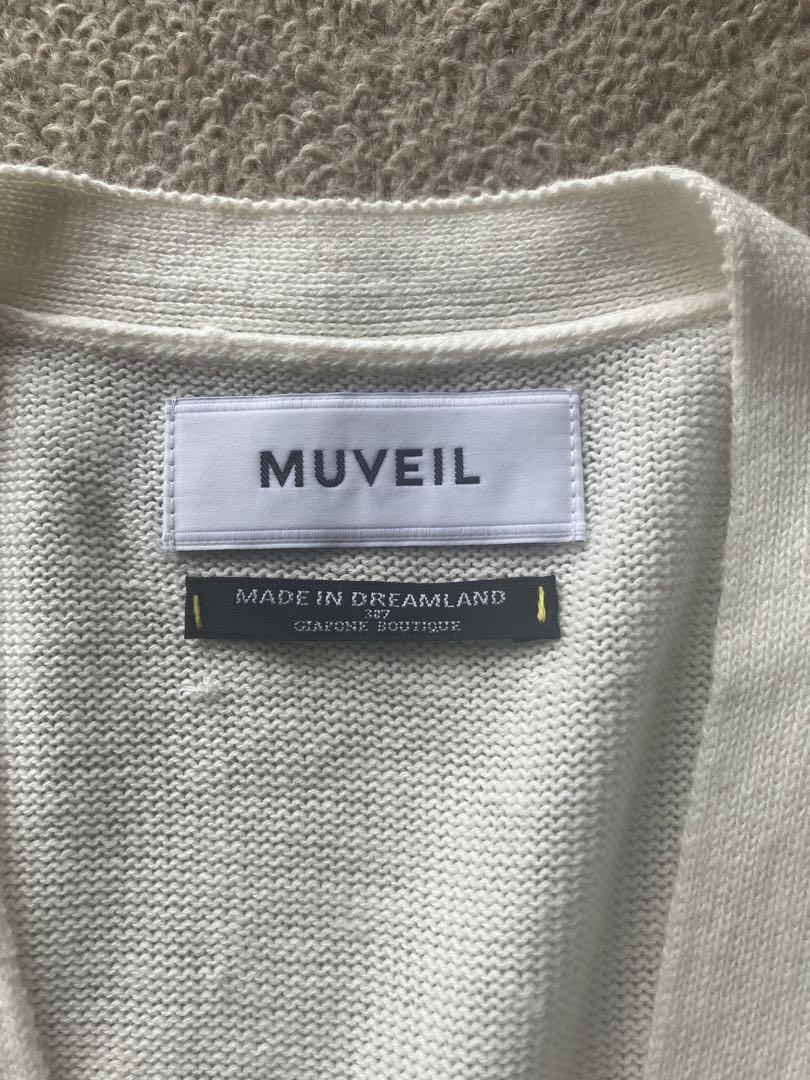 MUVEIL
MADE IN DREAMLAND
387
GIAPONE BOUTIQUE